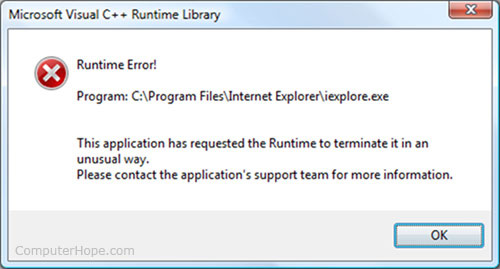 Microsoft Visual C++ Runtime Library
Runtime Error!
Program: C:\Program Files\Internet Explorer\iexplore.exe
This application has requested the Runtime to terminate it in an
unusual way.
Please contact the application's support team for more information.
OK
ComputerHope.com